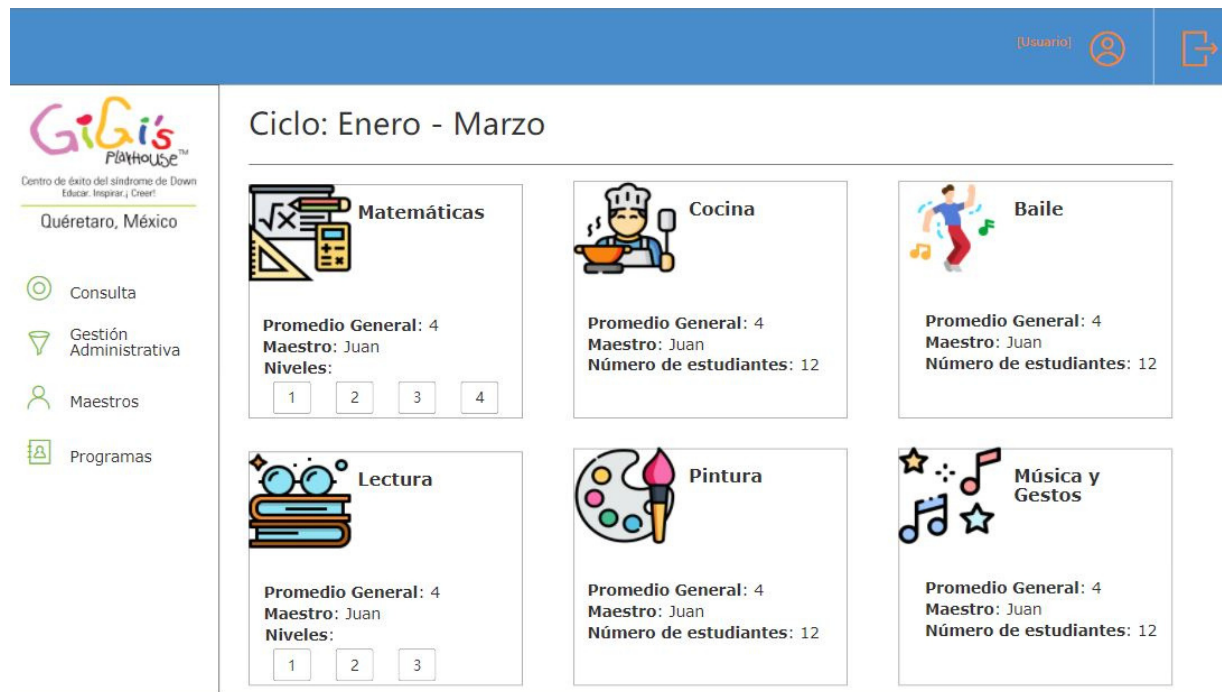 [Usuario]
GiGi's
PLAYHOUSE™
Centro de éxito del síndrome de Down
Educar. Inspirar.¡ Creer!
Quéretaro, México
Consulta
Gestión
Administrativa
Maestros
Programas
Ciclo: Enero - Marzo
Matemáticas
Promedio General: 4
Maestro: Juan
Niveles:
1 2 3 4
Cocina
Promedio General: 4
Maestro: Juan
Número de estudiantes: 12
Baile
Promedio General: 4
Maestro: Juan
Número de estudiantes: 12
Lectura
Promedio General: 4
Maestro: Juan
Niveles:
1 2 3
Pintura
Promedio General: 4
Maestro: Juan
Número de estudiantes: 12
Música y
Gestos
Promedio General: 4
Maestro: Juan
Número de estudiantes: 12